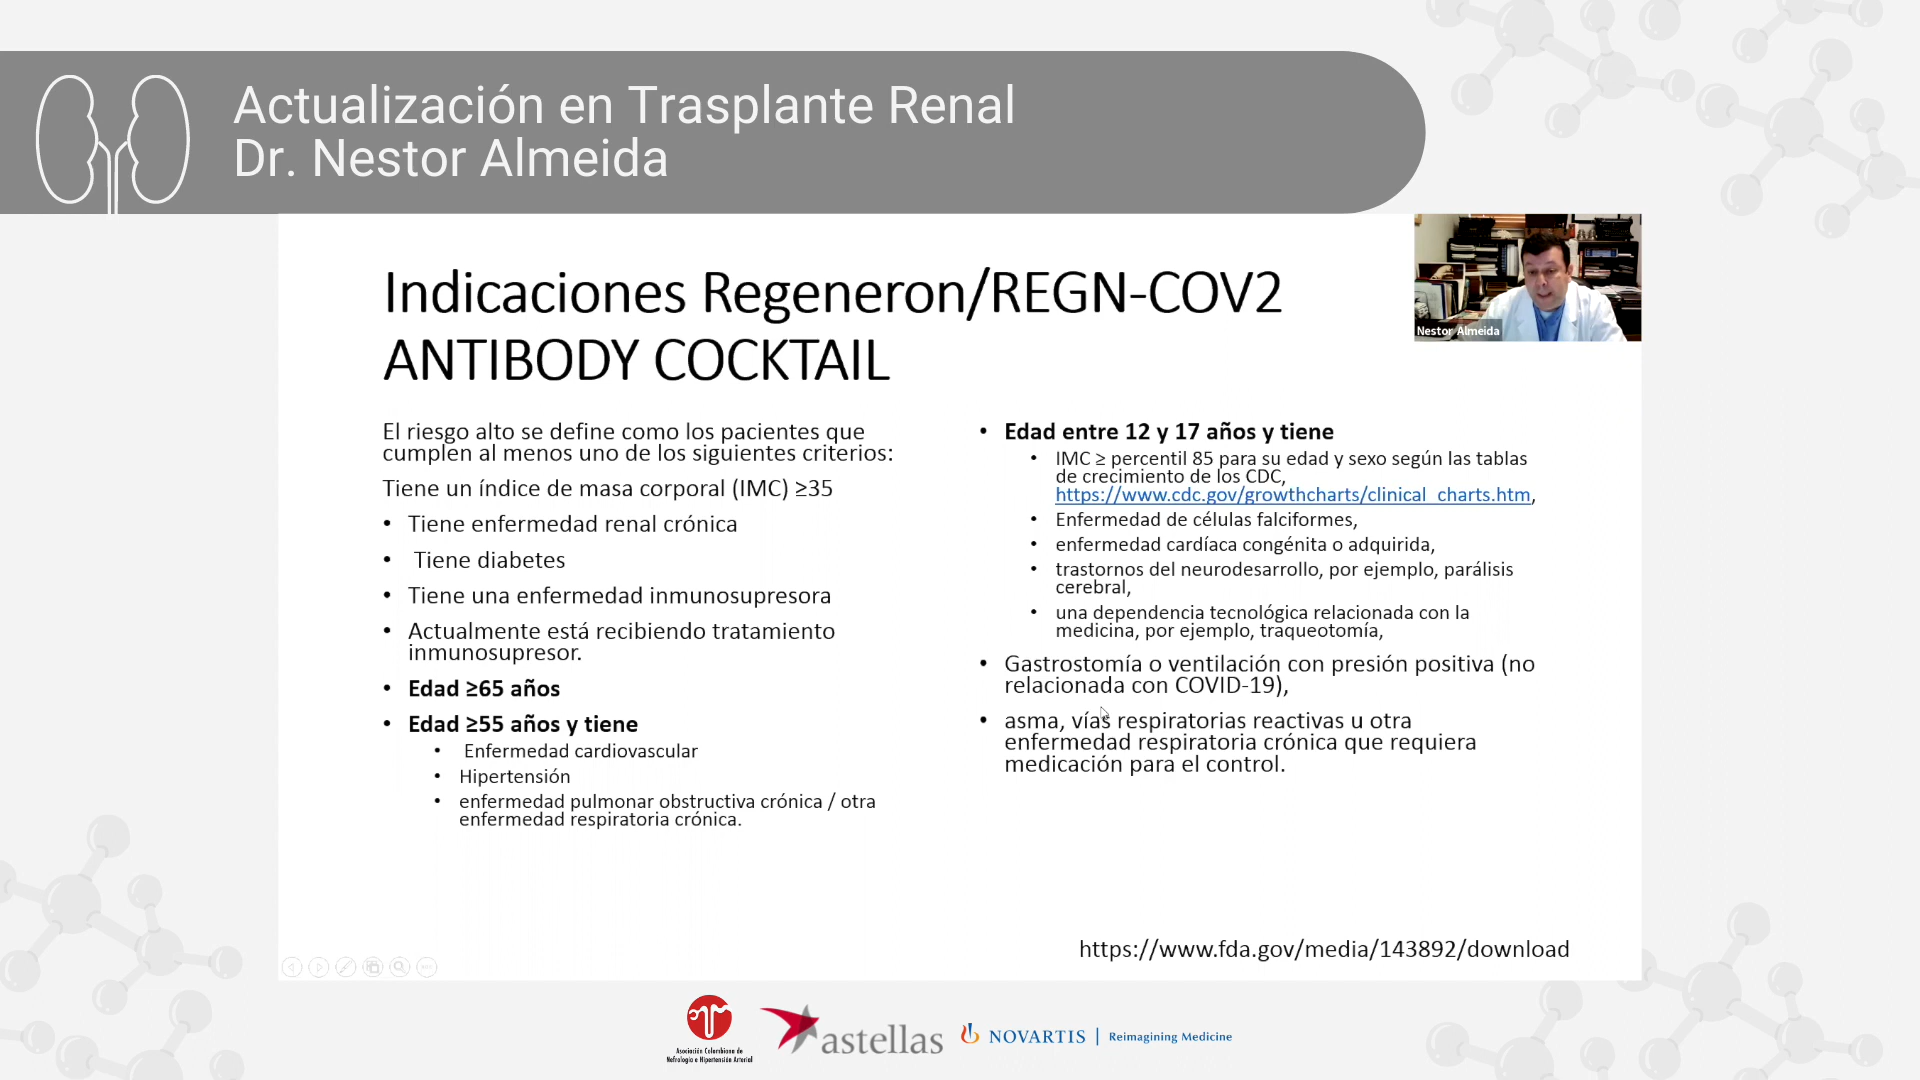 Actualización en Trasplante Renal
Dr. Nestor Almeida
Nestor Almeida
Indicaciones Regeneron/REGN-COV2
ANTIBODY COCKTAIL
El riesgo alto se define como los pacientes que
cumplen al menos uno de los siguientes criterios:
Tiene un índice de masa corporal (IMC) ≥35
• Tiene enfermedad renal crónica
• Tiene diabetes
• Tiene una enfermedad inmunosupresora
• Actualmente está recibiendo tratamiento
inmunosupresor.
• Edad ≥65 años
• Edad ≥55 años y tiene
• Enfermedad cardiovascular
• Hipertensión
• enfermedad pulmonar obstructiva crónica / otra
enfermedad respiratoria crónica.
• Edad entre 12 y 17 años y tiene
• IMC ≥ percentil 85 para su edad y sexo según las tablas
de crecimiento de los CDC,
https://www.cdc.gov/growthcharts/clinical_charts.htm,
• Enfermedad de células falciformes,
• enfermedad cardíaca congénita o adquirida,
• trastornos del neurodesarrollo, por ejemplo, parálisis
cerebral,
• una dependencia tecnológica relacionada con la
medicina, por ejemplo, traqueotomía,
• Gastrostomía o ventilación con presión positiva (no
relacionada con COVID-19),
• asma, vías respiratorias reactivas u otra
enfermedad respiratoria crónica que requiera
medicación para el control.
https://www.fda.gov/media/143892/download
Asociación Colombiana de
Nefrología e Hipertensión Arterial
astellas
NOVARTIS | Reimagining Medicine